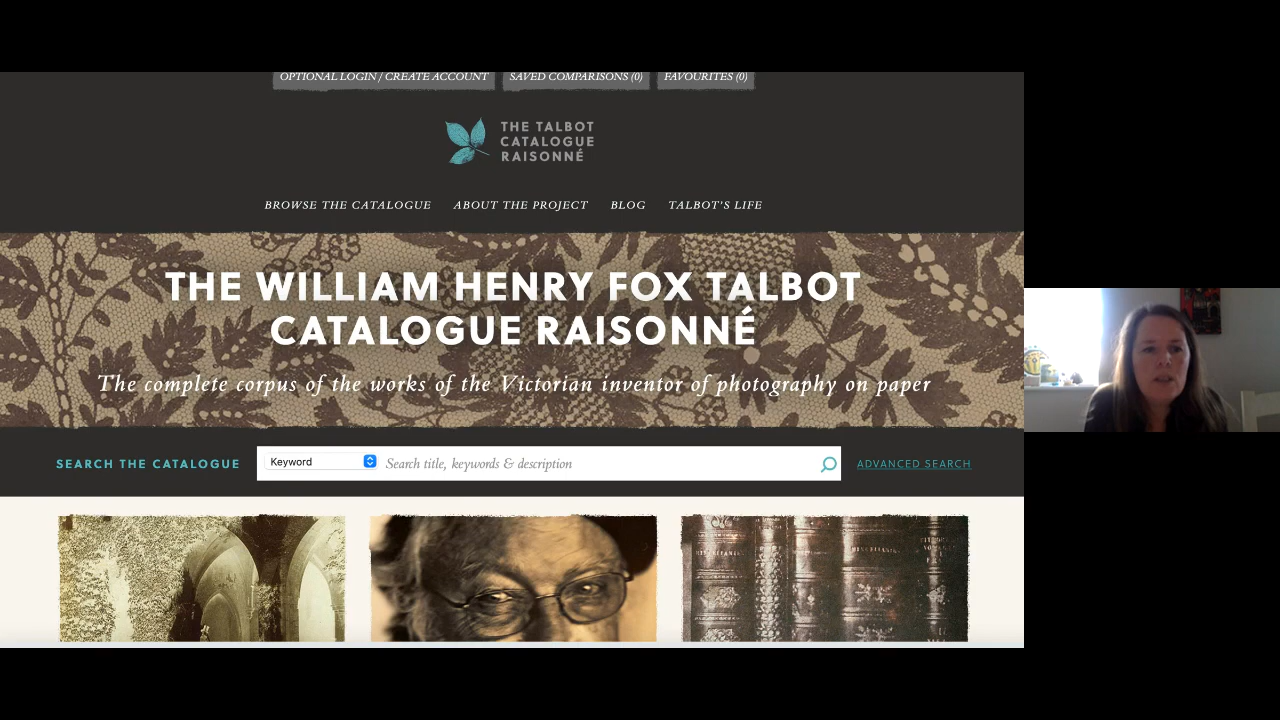 OPTIONAL LOGIN / CREATE ACCOUNT SAVED COMPARISONS (0) FAVOURITES (0)
THE TALBOT
CATALOGUE
RAISONNÉ
BROWSE THE CATALOGUE ABOUT THE PROJECT BLOG TALBOT'S LIFE
THE WILLIAM HENRY FOX TALBOT
CATALOGUE RAISONNÉ
The complete corpus of the works of the Victorian inventor of photography on paper
SEARCH THE CATALOGUE Keyword Search title, keywords & description ADVANCED SEARCH